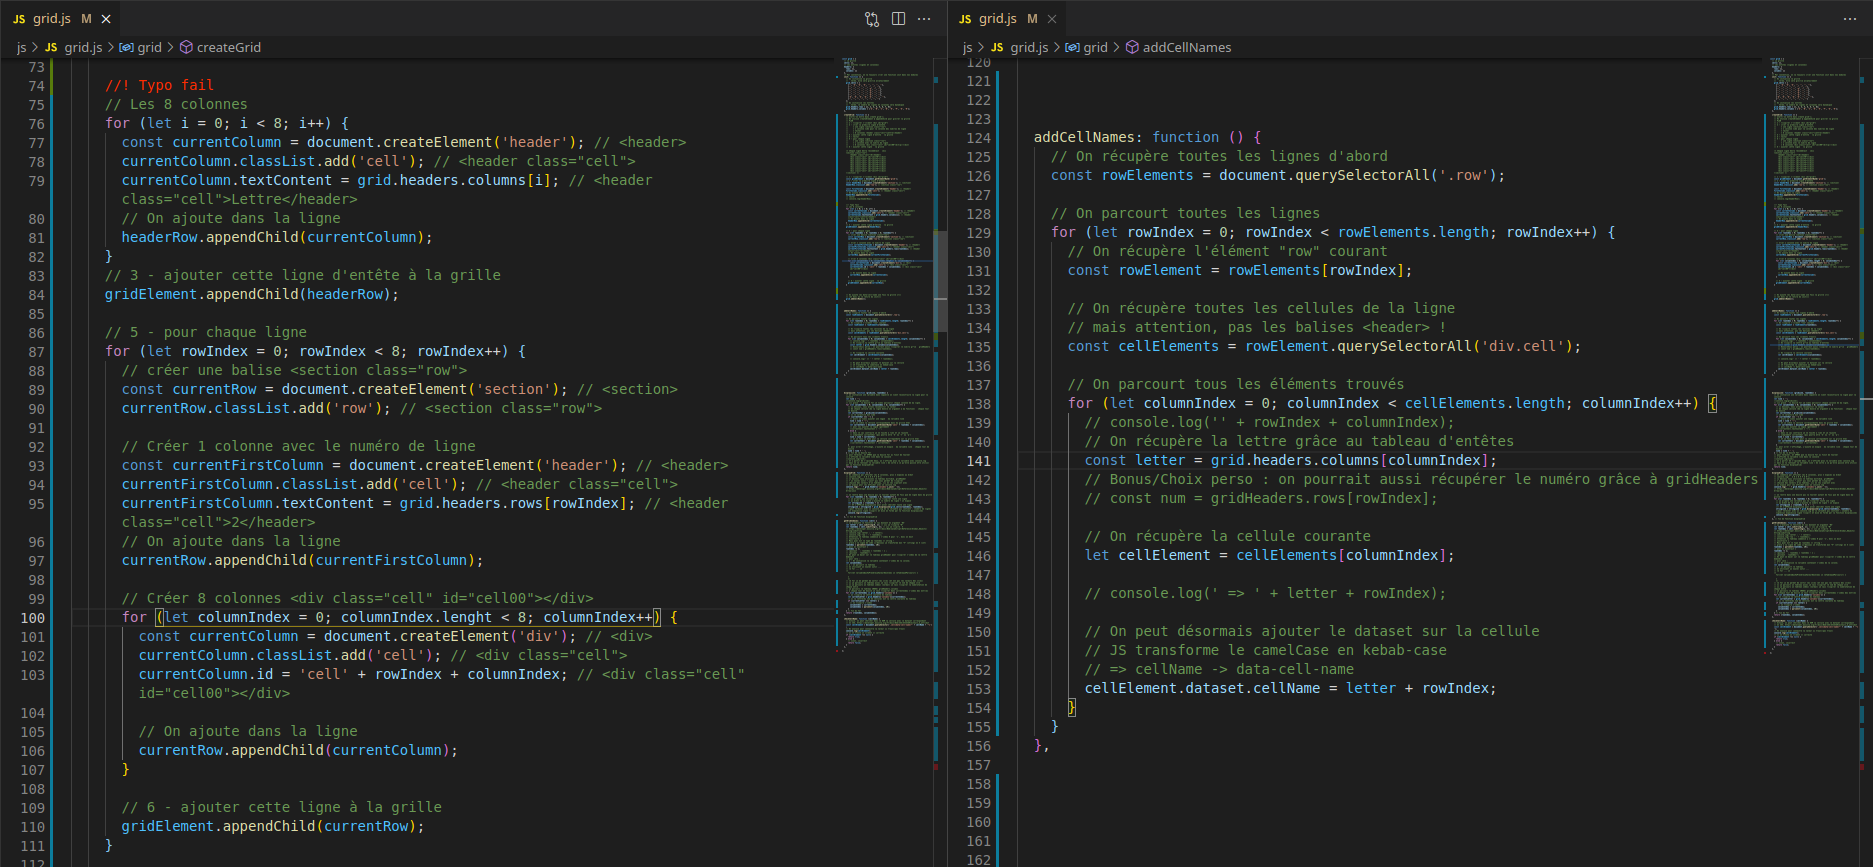 JS grid.js M ×
js > JS grid.js > grid > createGrid
73
74 //! Typo fail
75 // Les 8 colonnes
76 for (let i = 0; i < 8; i++) {
77 const currentColumn = document.createElement('header'); // <header>
78 currentColumn.classList.add('cell'); // <header class="cell">
79 currentColumn.textContent = grid.headers.columns[i]; // <header
class="cell">Lettre</header>
80 // On ajoute dans la ligne
81 headerRow.appendChild(currentColumn);
82 }
83 // 3 - ajouter cette ligne d'entête à la grille
84 gridElement.appendChild(headerRow);
85
86 // 5 - pour chaque ligne
87 for (let rowIndex = 0; rowIndex < 8; rowIndex++) {
88 // créer une balise <section class="row">
89 const currentRow = document.createElement('section'); // <section>
90 currentRow.classList.add('row'); // <section class="row">
91
92 // Créer 1 colonne avec le numéro de ligne
93 const currentFirstColumn = document.createElement('header'); // <header>
94 currentFirstColumn.classList.add('cell'); // <header class="cell">
95 currentFirstColumn.textContent = grid.headers.rows[rowIndex]; // <header
class="cell">2</header>
96 // On ajoute dans la ligne
97 currentRow.appendChild(currentFirstColumn);
98
99 // Créer 8 colonnes <div class="cell" id="cell00"></div>
100 for (let columnIndex = 0; columnIndex.lenght < 8; columnIndex++) {
101 const currentColumn = document.createElement('div'); // <div>
102 currentColumn.classList.add('cell'); // <div class="cell">
103 currentColumn.id = 'cell' + rowIndex + columnIndex; // <div class="cell"
id="cell00"></div>
104
105 // On ajoute dans la ligne
106 currentRow.appendChild(currentColumn);
107 }
108
109 // 6 - ajouter cette ligne à la grille
110 gridElement.appendChild(currentRow);
111 }
112
JS grid.js M ×
js > JS grid.js > grid > addCellNames
120
121
122
123
124 addCellNames: function () {
125 // On récupère toutes les lignes d'abord
126 const rowElements = document.querySelectorAll('.row');
127
128 // On parcourt toutes les lignes
129 for (let rowIndex = 0; rowIndex < rowElements.length; rowIndex++) {
130 // On récupère l'élément "row" courant
131 const rowElement = rowElements[rowIndex];
132
133 // On récupère toutes les cellules de la ligne
134 // mais attention, pas les balises <header> !
135 const cellElements = rowElement.querySelectorAll('div.cell');
136
137 // On parcourt tous les éléments trouvés
138 for (let columnIndex = 0; columnIndex < cellElements.length; columnIndex++) {
139 // console.log('' + rowIndex + columnIndex);
140 // On récupère la lettre grâce au tableau d'entêtes
141 const letter = grid.headers.columns[columnIndex];
142 // Bonus/Choix perso : on pourrait aussi récupérer le numéro grâce à gridHeaders
143 // const num = gridHeaders.rows[rowIndex];
144
145 // On récupère la cellule courante
146 let cellElement = cellElements[columnIndex];
147
148 // console.log(' => ' + letter + rowIndex);
149
150 // On peut désormais ajouter le dataset sur la cellule
151 // JS transforme le camelCase en kebab-case
152 // => cellName -> data-cell-name
153 cellElement.dataset.cellName = letter + rowIndex;
154 }
155 }
156 },
157
158
159
160
161
162